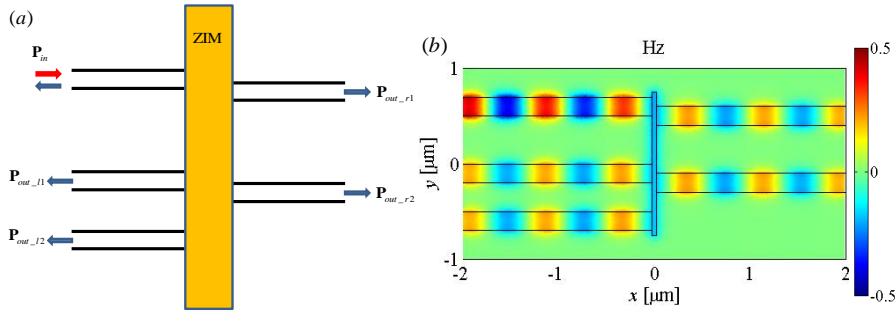 (a)
ZIM
P_in
P_out_r1
P_out_l1
P_out_r2
P_out_l2
(b)
Hz
1
0
-1
y [μm]
-2
-1
0
1
2
x [μm]
0.5
0
-0.5